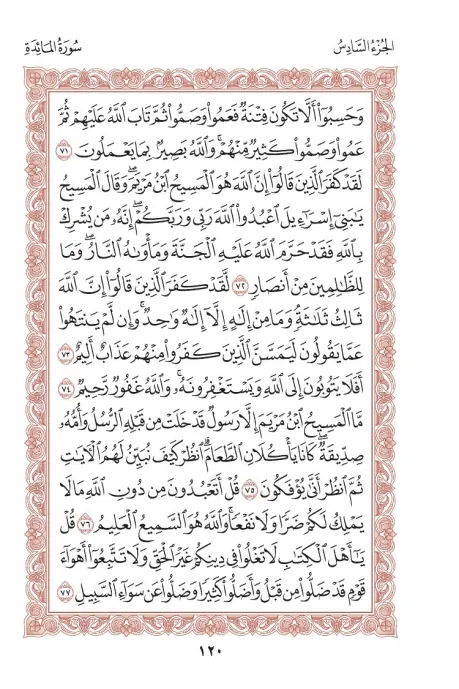 الجُزْءُ السَّادِسُ
سُورَةُ المَائِدَةِ
وَحَسِبُوٓا۟ أَلَّا تَكُونَ فِتْنَةٌ فَعَمُوا۟ وَصَمُّوا۟ ثُمَّ تَابَ ٱللَّهُ عَلَيْهِمْ ثُمَّ
عَمُوا۟ وَصَمُّوا۟ كَثِيرٌ مِّنْهُمْ ۚ وَٱللَّهُ بَصِيرٌۢ بِمَا يَعْمَلُونَ ٧١
لَقَدْ كَفَرَ ٱلَّذِينَ قَالُوٓا۟ إِنَّ ٱللَّهَ هُوَ ٱلْمَسِيحُ ٱبْنُ مَرْيَمَ ۖ وَقَالَ ٱلْمَسِيحُ
يَـٰبَنِىٓ إِسْرَٰٓءِيلَ ٱعْبُدُوا۟ ٱللَّهَ رَبِّى وَرَبَّكُمْ ۖ إِنَّهُۥ مَن يُشْرِكْ
بِٱللَّهِ فَقَدْ حَرَّمَ ٱللَّهُ عَلَيْهِ ٱلْجَنَّةَ وَمَأْوَىٰهُ ٱلنَّارُ ۖ وَمَا
لِلظَّـٰلِمِينَ مِنْ أَنصَارٍ ٧٢ لَّقَدْ كَفَرَ ٱلَّذِينَ قَالُوٓا۟ إِنَّ ٱللَّهَ
ثَالِثُ ثَلَـٰثَةٍ ۘ وَمَا مِنْ إِلَـٰهٍ إِلَّآ إِلَـٰهٌ وَٰحِدٌ ۚ وَإِن لَّمْ يَنتَهُوا۟
عَمَّا يَقُولُونَ لَيَمَسَّنَّ ٱلَّذِينَ كَفَرُوا۟ مِنْهُمْ عَذَابٌ أَلِيمٌ ٧٣
أَفَلَا يَتُوبُونَ إِلَى ٱللَّهِ وَيَسْتَغْفِرُونَهُۥ ۚ وَٱللَّهُ غَفُورٌ رَّحِيمٌ ٧٤
مَّا ٱلْمَسِيحُ ٱبْنُ مَرْيَمَ إِلَّا رَسُولٌ قَدْ خَلَتْ مِن قَبْلِهِ ٱلرُّسُلُ وَأُمُّهُۥ
صِدِّيقَةٌ ۖ كَانَا يَأْكُلَانِ ٱلطَّعَامَ ۗ ٱنظُرْ كَيْفَ نُبَيِّنُ لَهُمُ ٱلْـَٔايَـٰتِ
ثُمَّ ٱنظُرْ أَنَّىٰ يُؤْفَكُونَ ٧٥ قُلْ أَتَعْبُدُونَ مِن دُونِ ٱللَّهِ مَا لَا
يَمْلِكُ لَكُمْ ضَرًّا وَلَا نَفْعًا ۚ وَٱللَّهُ هُوَ ٱلسَّمِيعُ ٱلْعَلِيمُ ٧٦ قُلْ
يَـٰٓأَهْلَ ٱلْكِتَـٰبِ لَا تَغْلُوا۟ فِى دِينِكُمْ غَيْرَ ٱلْحَقِّ وَلَا تَتَّبِعُوٓا۟ أَهْوَآءَ
قَوْمٍ قَدْ ضَلُّوا۟ مِن قَبْلُ وَأَضَلُّوا۟ كَثِيرًا وَضَلُّوا۟ عَن سَوَآءِ ٱلسَّبِيلِ ٧٧
١٢٠